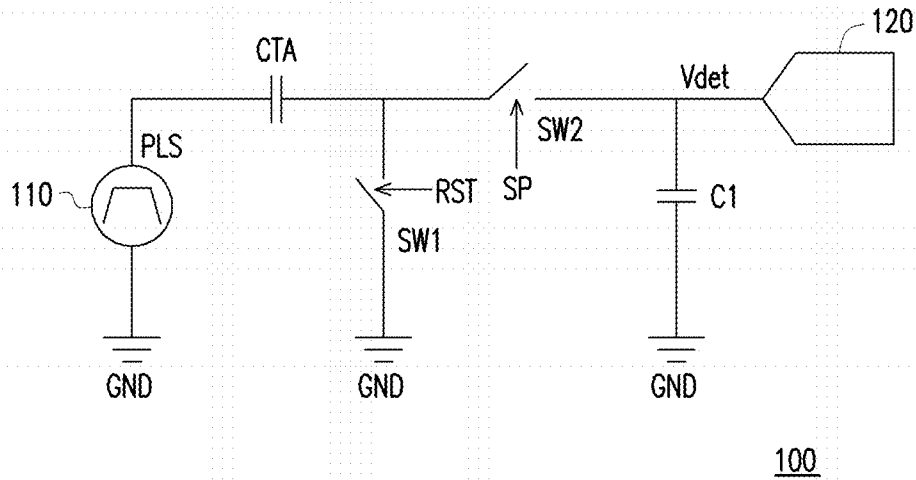 120
CTA
Vdet
SW2
PLS
110
RST
SP
C1
SW1
GND
GND
GND
100